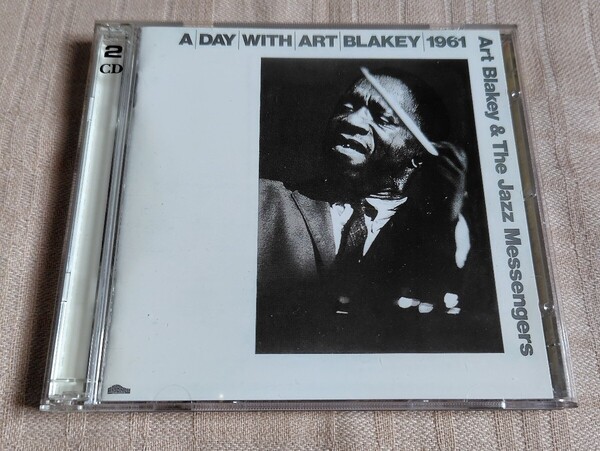 2
CD
A|DAY|WITH|ART|BLAKEY|1961
Art Blakey & The Jazz Messengers